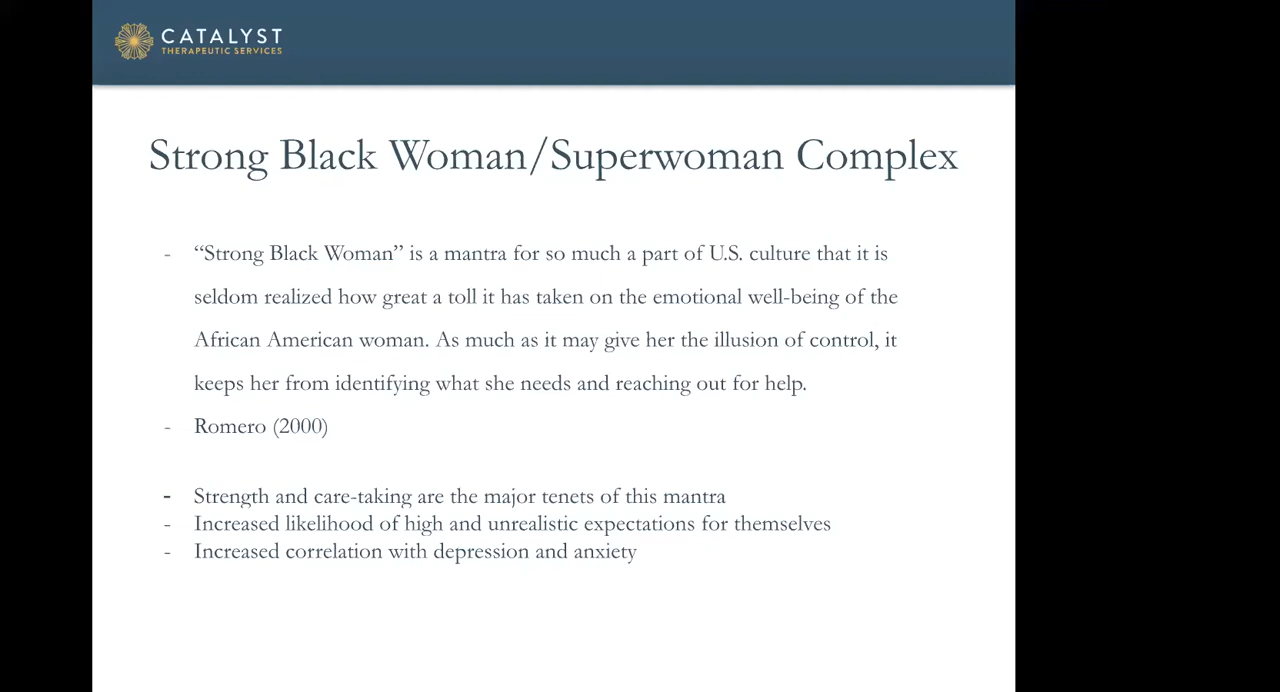 CATALYST
THERAPEUTIC SERVICES
Strong Black Woman/Superwoman Complex
- “Strong Black Woman” is a mantra for so much a part of U.S. culture that it is
seldom realized how great a toll it has taken on the emotional well-being of the
African American woman. As much as it may give her the illusion of control, it
keeps her from identifying what she needs and reaching out for help.
- Romero (2000)
- Strength and care-taking are the major tenets of this mantra
- Increased likelihood of high and unrealistic expectations for themselves
- Increased correlation with depression and anxiety